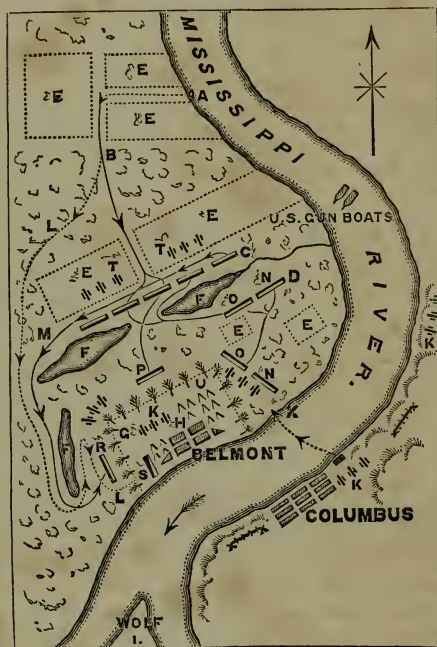 MISSISSIPPI
RIVER.
E
E
E
A
B
L
E
U.S. GUN BOATS
T
C
E
T
N
D
F
O
M
E
E
F
O
N
P
U
K
K
K
G
H
R
BELMONT
S
L
K
COLUMBUS
WOLF
I.